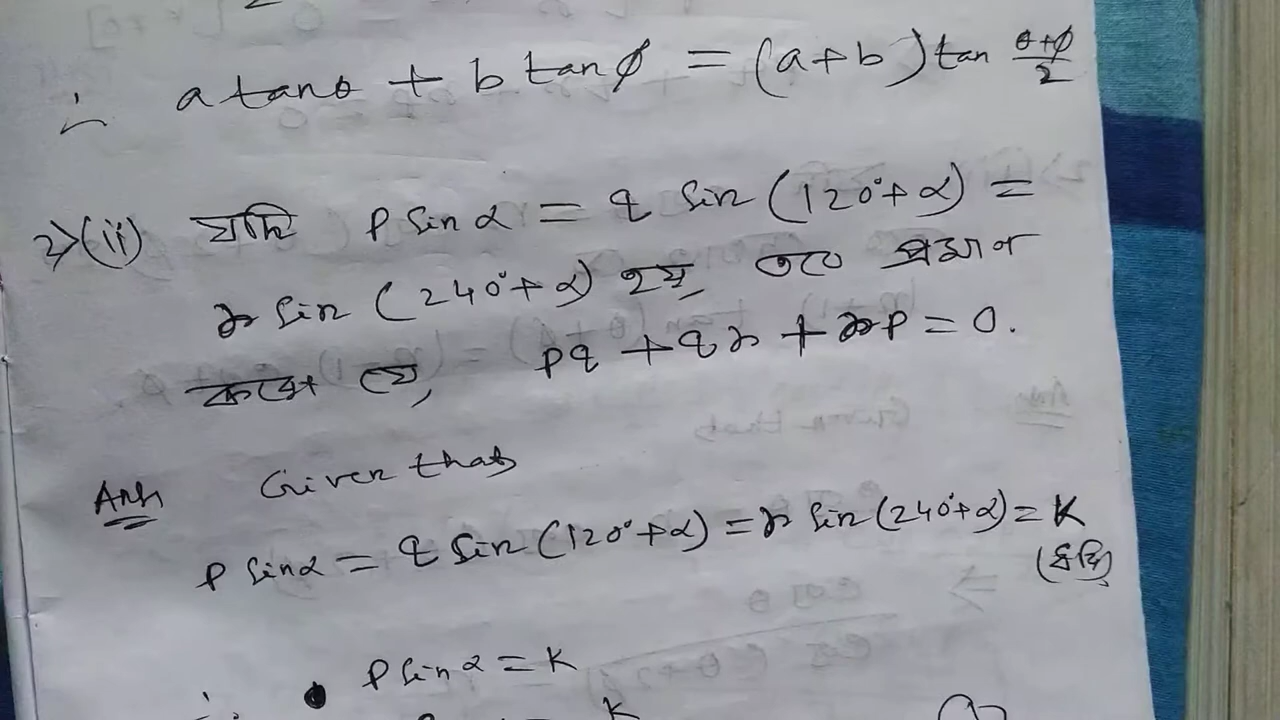 ∴ a tanθ + b tanφ = (a+b) tan (θ+φ)/2
2>(ii) যদি p sin α = q sin (120°+α) =
r sin (240°+α) হয়, তবে প্রমাণ
করো যে, pq + qr + rp = 0.
Ans Given that
p sinα = q sin (120°+α) = r sin (240°+α) = K
(ধরি)
∴ p sin α = K
K